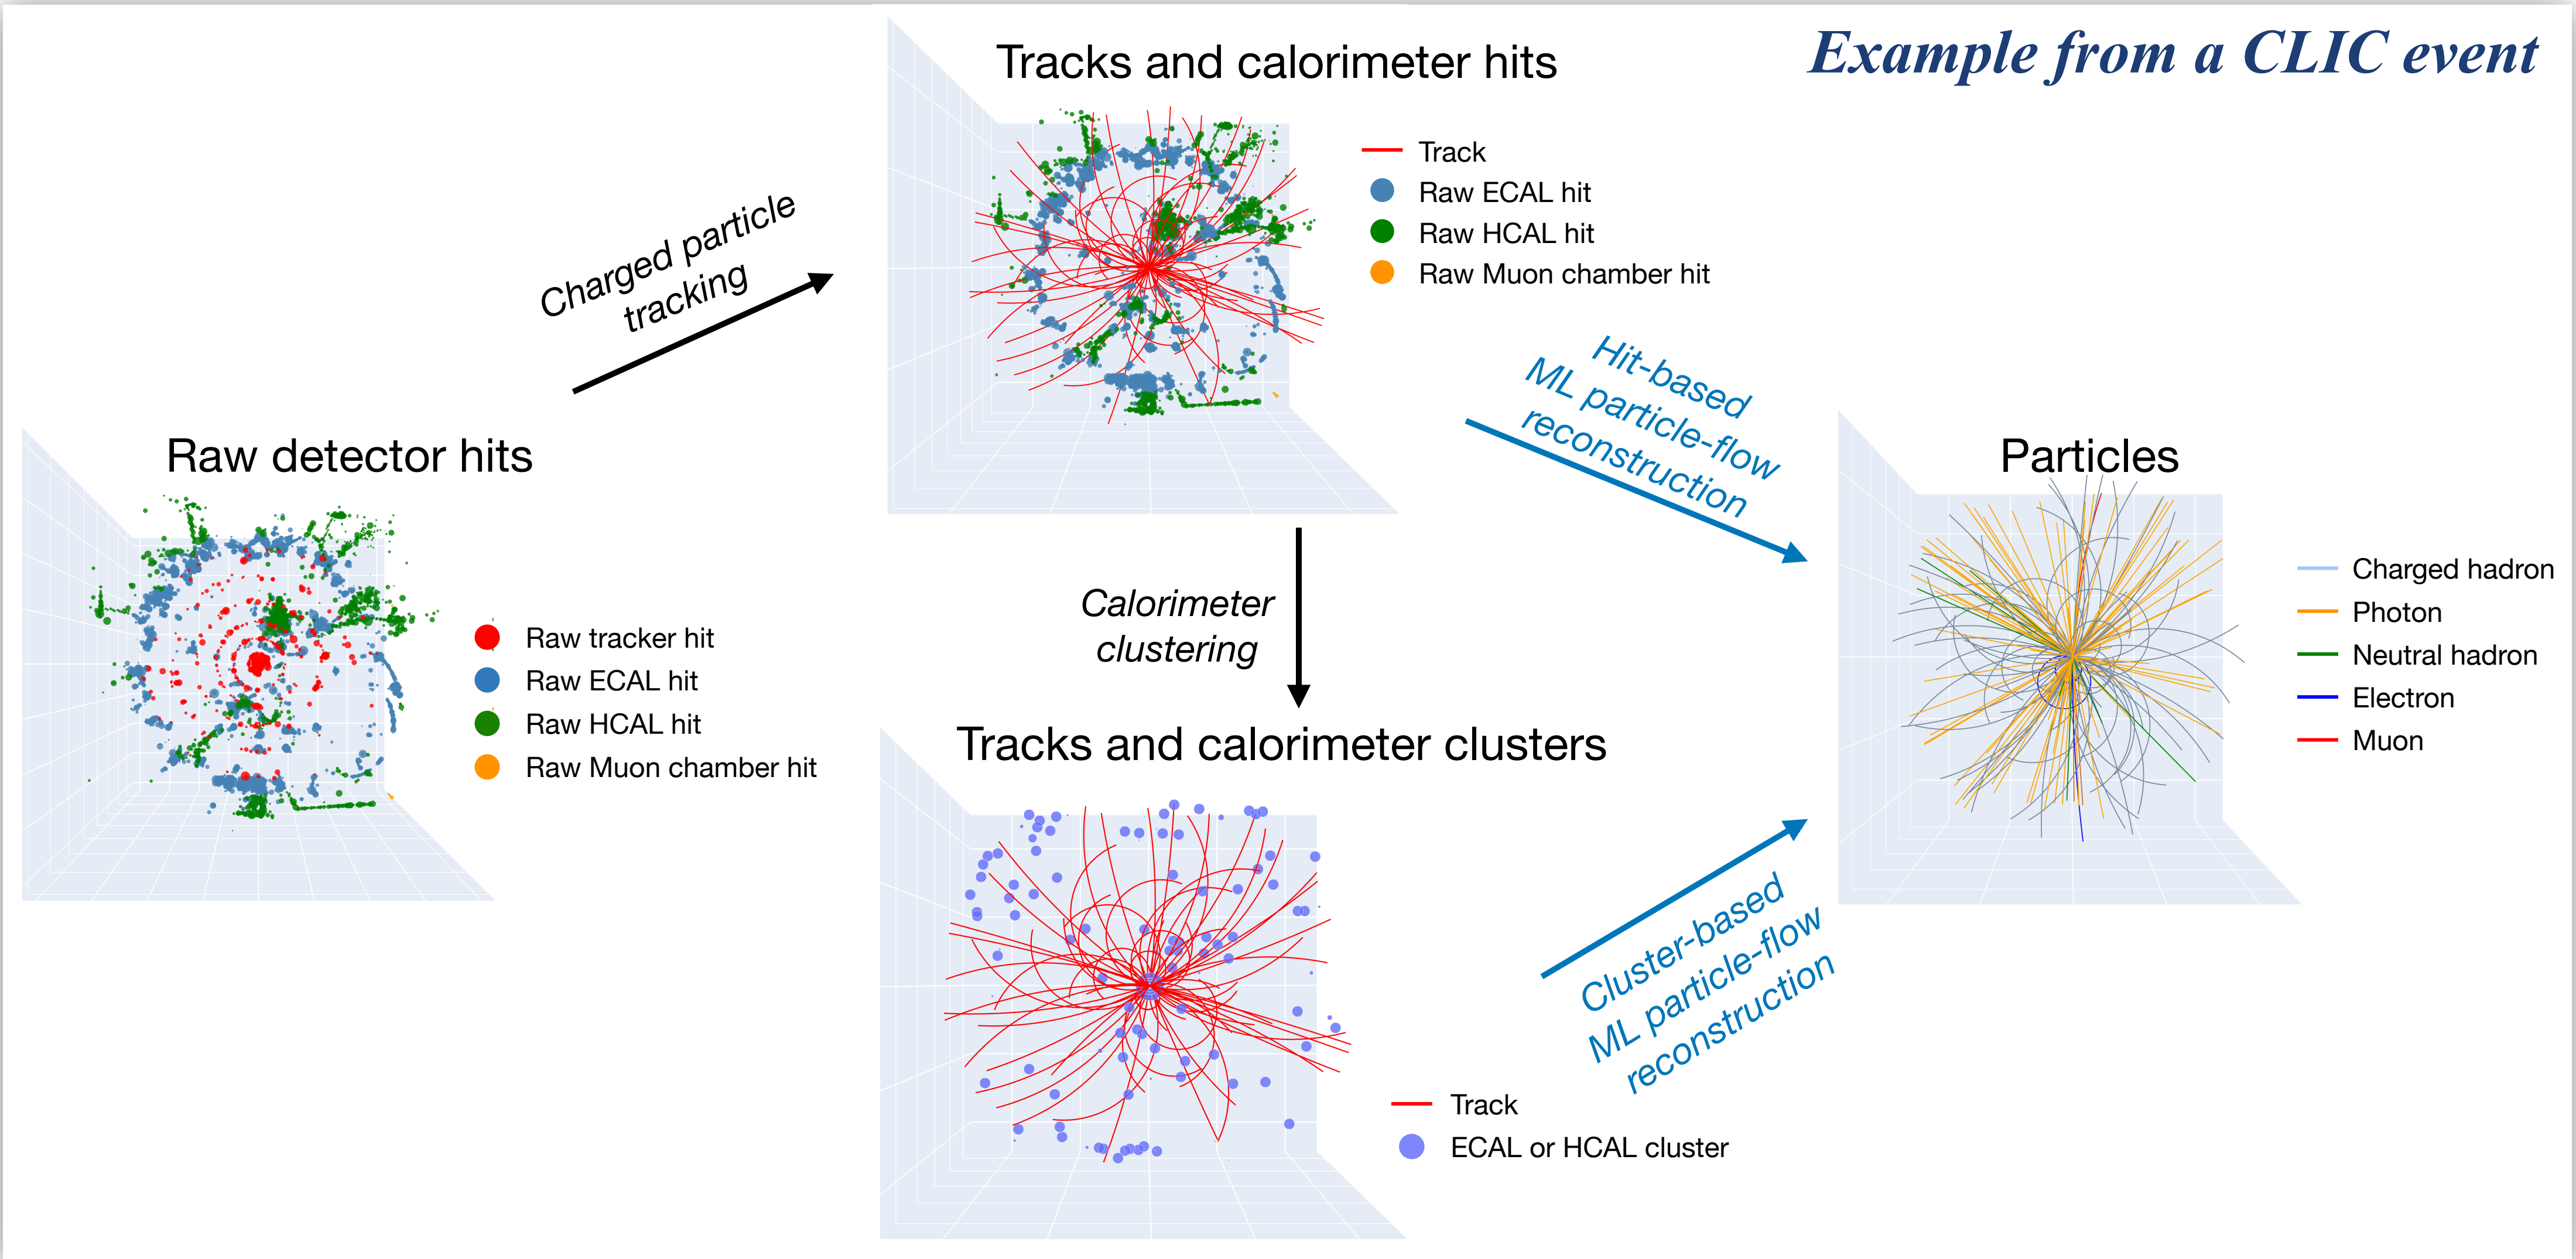 Example from a CLIC event
Tracks and calorimeter hits
Track
Raw ECAL hit
Raw HCAL hit
Raw Muon chamber hit
Charged particle
tracking
Hit-based
ML particle-flow
reconstruction
Raw detector hits
Raw tracker hit
Raw ECAL hit
Raw HCAL hit
Raw Muon chamber hit
Calorimeter
clustering
Particles
Charged hadron
Photon
Neutral hadron
Electron
Muon
Tracks and calorimeter clusters
Track
ECAL or HCAL cluster
Cluster-based
ML particle-flow
reconstruction